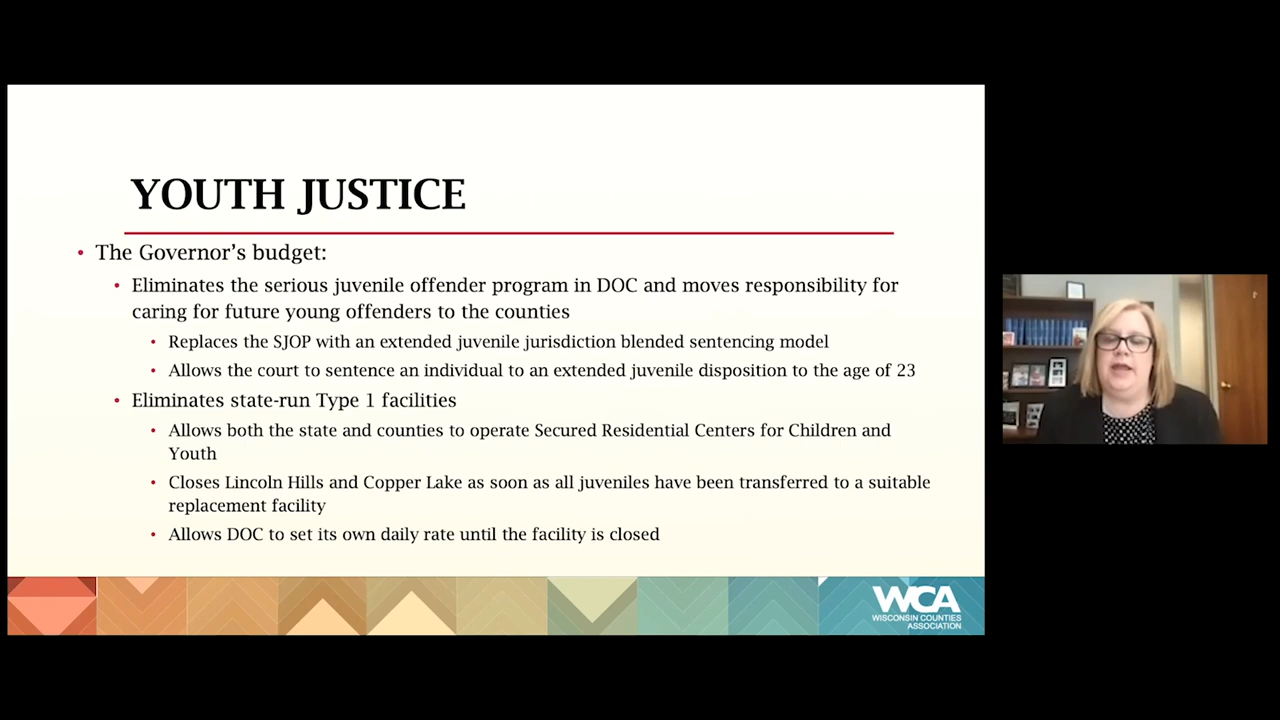 YOUTH JUSTICE
• The Governor's budget:
• Eliminates the serious juvenile offender program in DOC and moves responsibility for
caring for future young offenders to the counties
• Replaces the SJOP with an extended juvenile jurisdiction blended sentencing model
• Allows the court to sentence an individual to an extended juvenile disposition to the age of 23
• Eliminates state-run Type 1 facilities
• Allows both the state and counties to operate Secured Residential Centers for Children and
Youth
• Closes Lincoln Hills and Copper Lake as soon as all juveniles have been transferred to a suitable
replacement facility
• Allows DOC to set its own daily rate until the facility is closed
WCA
WISCONSIN COUNTIES
ASSOCIATION